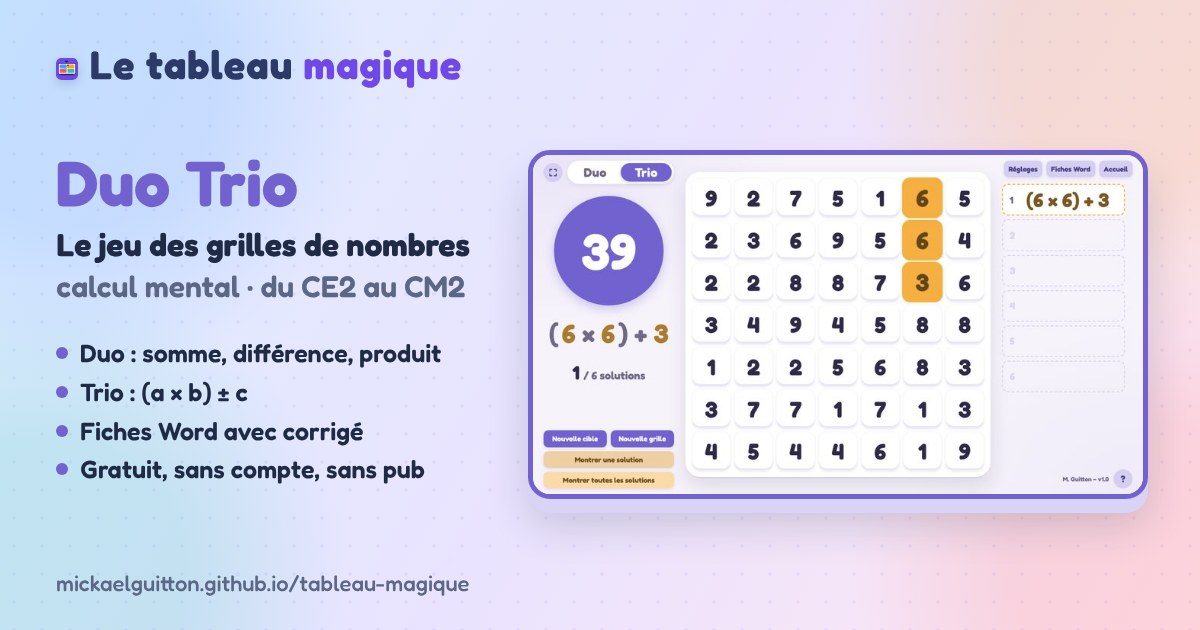 Le tableau magique
Duo Trio
Le jeu des grilles de nombres
calcul mental · du CE2 au CM2
Duo : somme, différence, produit
Trio : (a × b) ± c
Fiches Word avec corrigé
Gratuit, sans compte, sans pub
mickaelguitton.github.io/tableau-magique
Duo Trio
39
(6 × 6) + 3
1 / 6 solutions
Nouvelle cible Nouvelle grille
Montrer une solution
Montrer toutes les solutions
9 2 7 5 1 6 5
2 3 6 9 5 6 4
2 2 8 8 7 3 6
3 4 9 4 5 8 8
1 2 2 5 6 8 3
3 7 7 1 7 1 3
4 5 4 4 6 1 9
Réglages Fiches Word Accueil
1 (6 × 6) + 3
2
3
4
5
6
M. Guitton – v1.0 ?